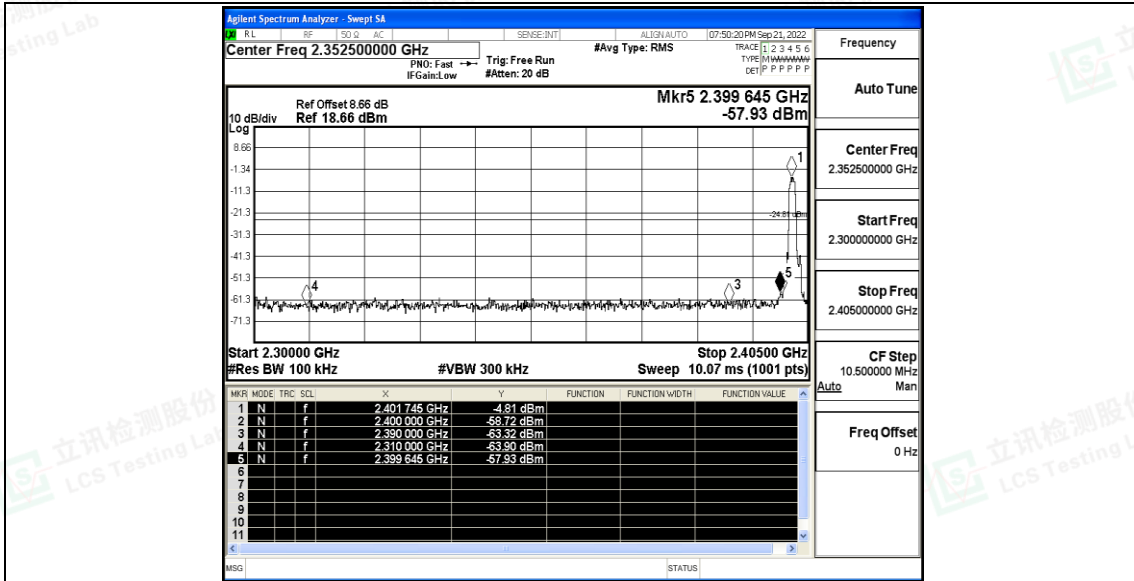 Agilent Spectrum Analyzer - Swept SA
RL RF 50 Ω AC SENSE:INT ALIGN AUTO 07:50:20 PM Sep 21, 2022
Center Freq 2.352500000 GHz
PNO: Fast
IFGain:Low
Trig: Free Run
#Atten: 20 dB
#Avg Type: RMS
TRACE 1 2 3 4 5 6
TYPE M WWWWW
DET P P P P P P
Frequency
Auto Tune
Center Freq
2.352500000 GHz
Start Freq
2.300000000 GHz
Stop Freq
2.405000000 GHz
CF Step
10.500000 MHz
Auto Man
Freq Offset
0 Hz
Mkr5 2.399 645 GHz
-57.93 dBm
Ref Offset 8.66 dB
10 dB/div Ref 18.66 dBm
Log
8.66
-1.34
-11.3
-21.3
-31.3
-41.3
-51.3
-61.3
-71.3
1
-24.81 dBm
5
3
4
Start 2.30000 GHz Stop 2.40500 GHz
#Res BW 100 kHz #VBW 300 kHz Sweep 10.07 ms (1001 pts)
MKR MODE TRC SCL X Y FUNCTION FUNCTION WIDTH FUNCTION VALUE
1 N f 2.401 745 GHz -4.81 dBm
2 N f 2.400 000 GHz -58.72 dBm
3 N f 2.390 000 GHz -63.32 dBm
4 N f 2.310 000 GHz -63.90 dBm
5 N f 2.399 645 GHz -57.93 dBm
6
7
8
9
10
11
MSG STATUS
sting Lab
立讯检测股份
LCS Testing Lab
立讯检测股份
LCS Testing L